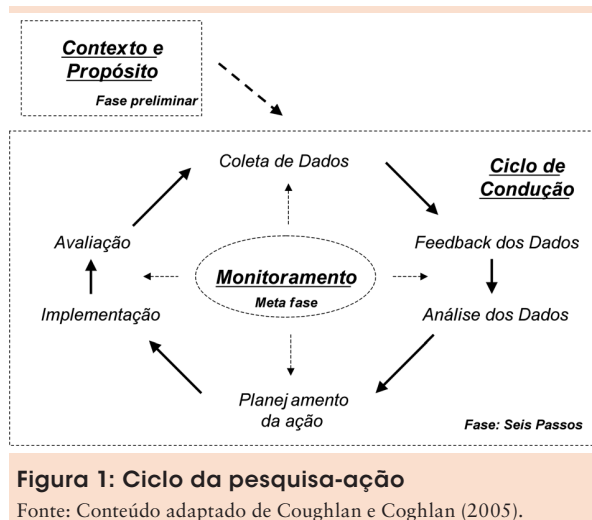 Contexto e
Propósito
Fase preliminar
Coleta de Dados
Ciclo de
Condução
Avaliação
Feedback dos Dados
Monitoramento
Meta fase
Implementação
Análise dos Dados
Planejamento
da ação
Fase: Seis Passos
Figura 1: Ciclo da pesquisa-ação
Fonte: Conteúdo adaptado de Coughlan e Coghlan (2005).